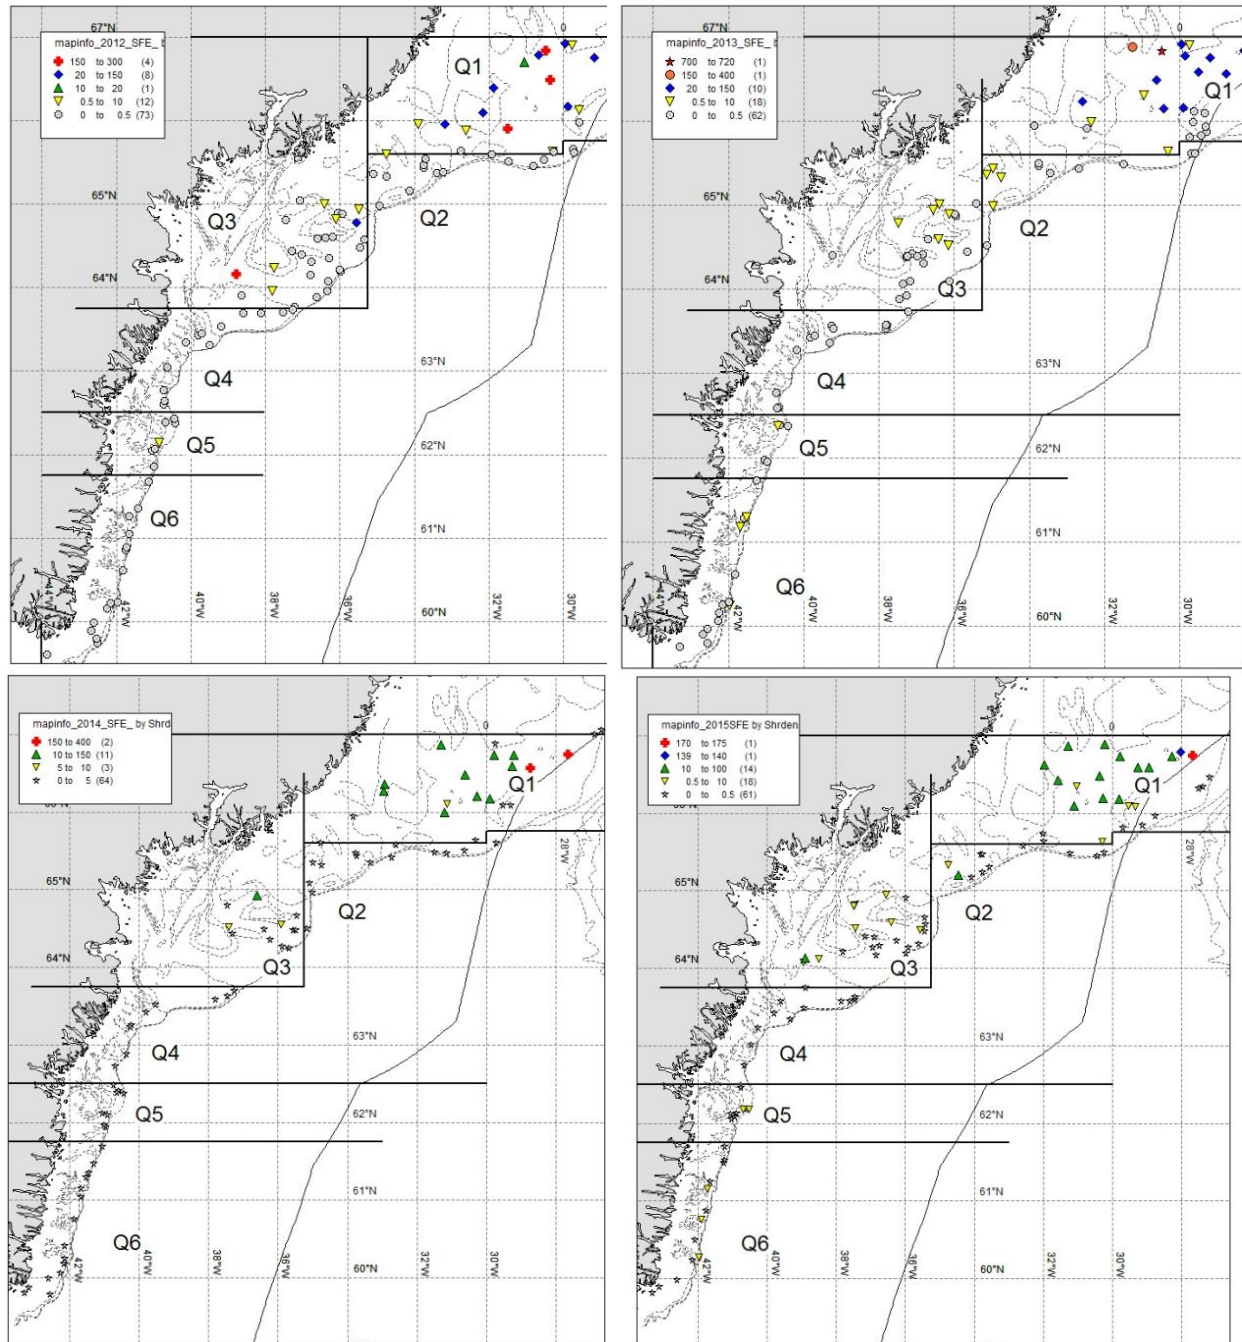 67°N
mapinfo_2012_SFE_ b
150 to 300 (4)
20 to 150 (8)
10 to 20 (1)
0.5 to 10 (12)
0 to 0.5 (73)
0
Q1
65°N
Q3
Q2
64°N
63°N
Q4
62°N
Q5
61°N
Q6
60°N
44°W
42°W
40°W
38°W
36°W
32°W
30°W
67°N
mapinfo_2013_SFE_ b
700 to 720 (1)
150 to 400 (1)
20 to 150 (10)
0.5 to 10 (18)
0 to 0.5 (62)
0
Q1
65°N
Q2
64°N
Q3
63°N
Q4
62°N
Q5
61°N
Q6
60°N
44°W
42°W
40°W
38°W
36°W
32°W
30°W
mapinfo_2014_SFE_ by Shrd
150 to 400 (2)
10 to 150 (11)
5 to 10 (3)
0 to 5 (64)
0
Q1
28°W
65°N
Q2
64°N
Q3
63°N
Q4
62°N
Q5
61°N
Q6
60°N
42°W
40°W
38°W
36°W
32°W
30°W
mapinfo_2015SFE by Shrden
170 to 175 (1)
139 to 140 (1)
10 to 100 (14)
0.5 to 10 (18)
0 to 0.5 (61)
0
Q1
28°W
65°N
Q2
64°N
Q3
63°N
Q4
62°N
Q5
61°N
Q6
60°N
42°W
40°W
38°W
36°W
32°W
30°W